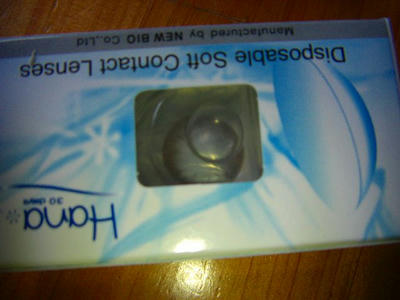 Hana
30 days
Disposable Soft Contact Lenses
Manufactured by NEW BIO Co.,Ltd